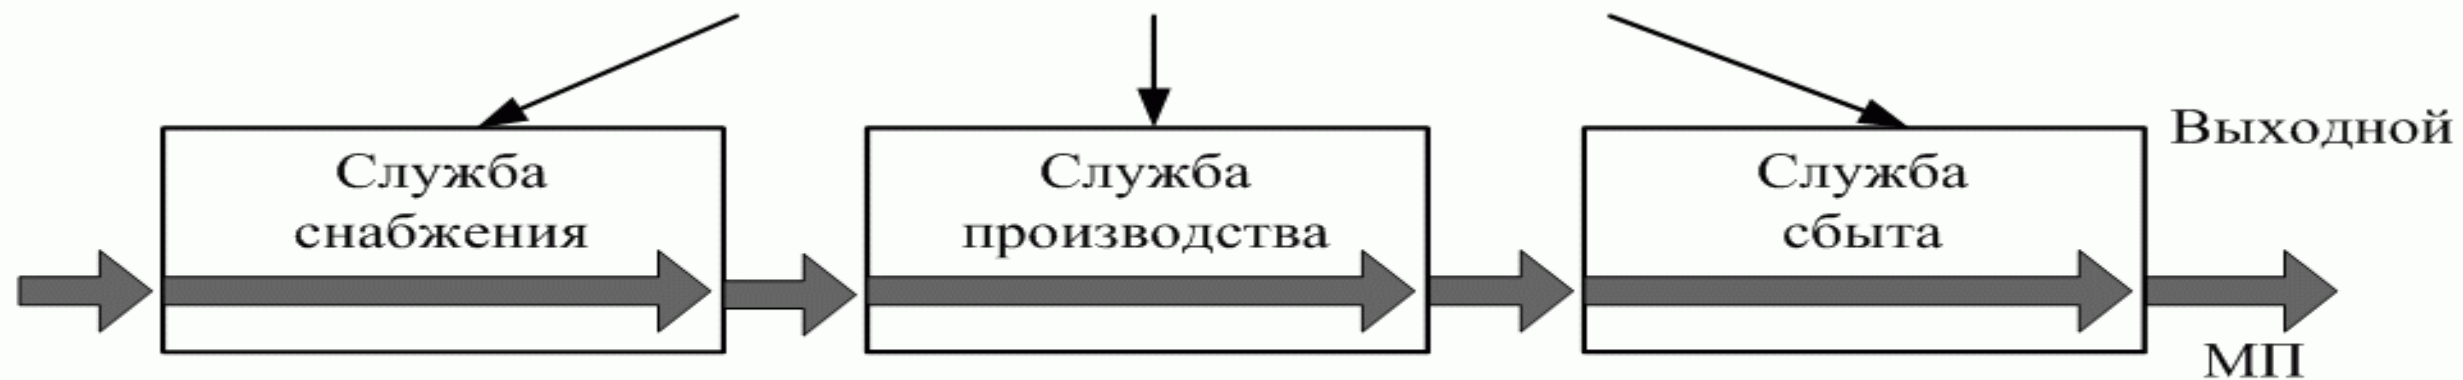 Служба
снабжения
Служба
производства
Служба
сбыта
Выходной
МП